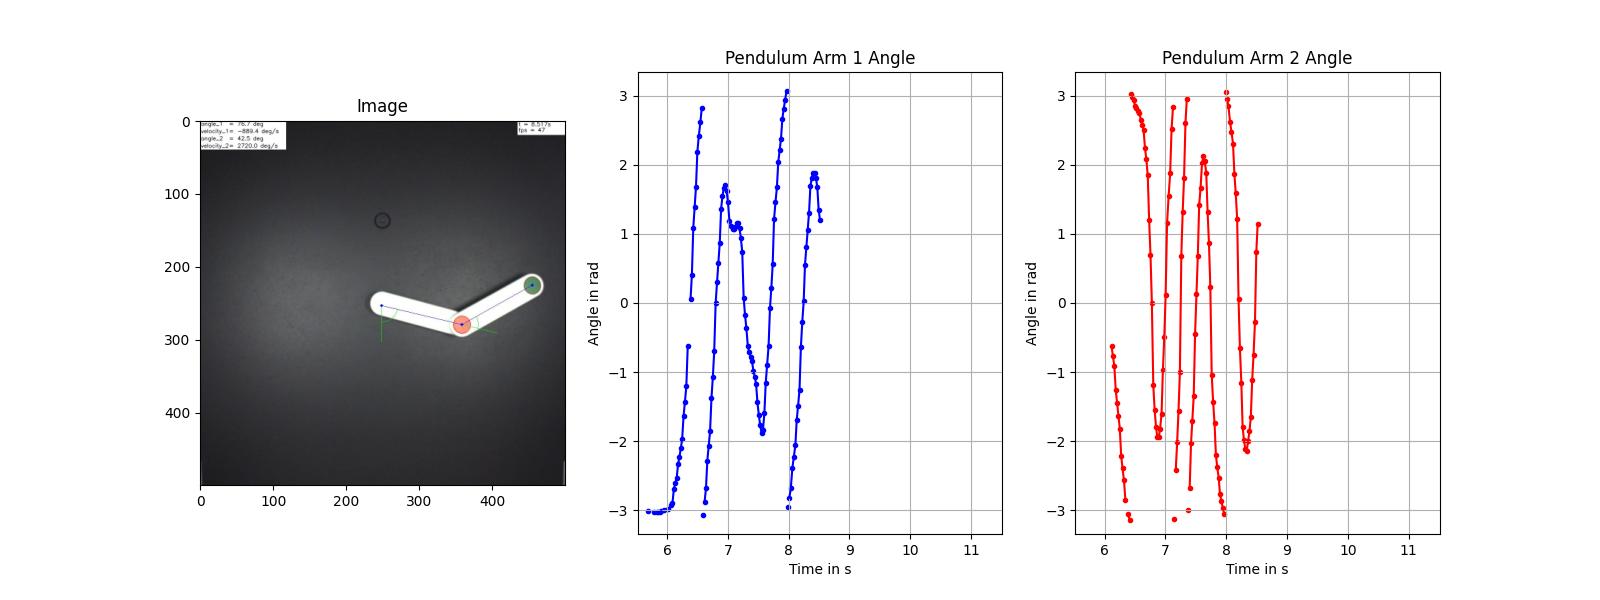 Image
Pendulum Arm 1 Angle
Pendulum Arm 2 Angle
angle_1 = 76.7 deg
velocity_1= -889.4 deg/s
angle_2 = 42.5 deg
velocity_2= 2720.0 deg/s
t = 8.517s
fps = 47
0
100
200
300
400
0
100
200
300
400
Angle in rad
3
2
1
0
−1
−2
−3
6
7
8
9
10
11
Time in s
Angle in rad
3
2
1
0
−1
−2
−3
6
7
8
9
10
11
Time in s